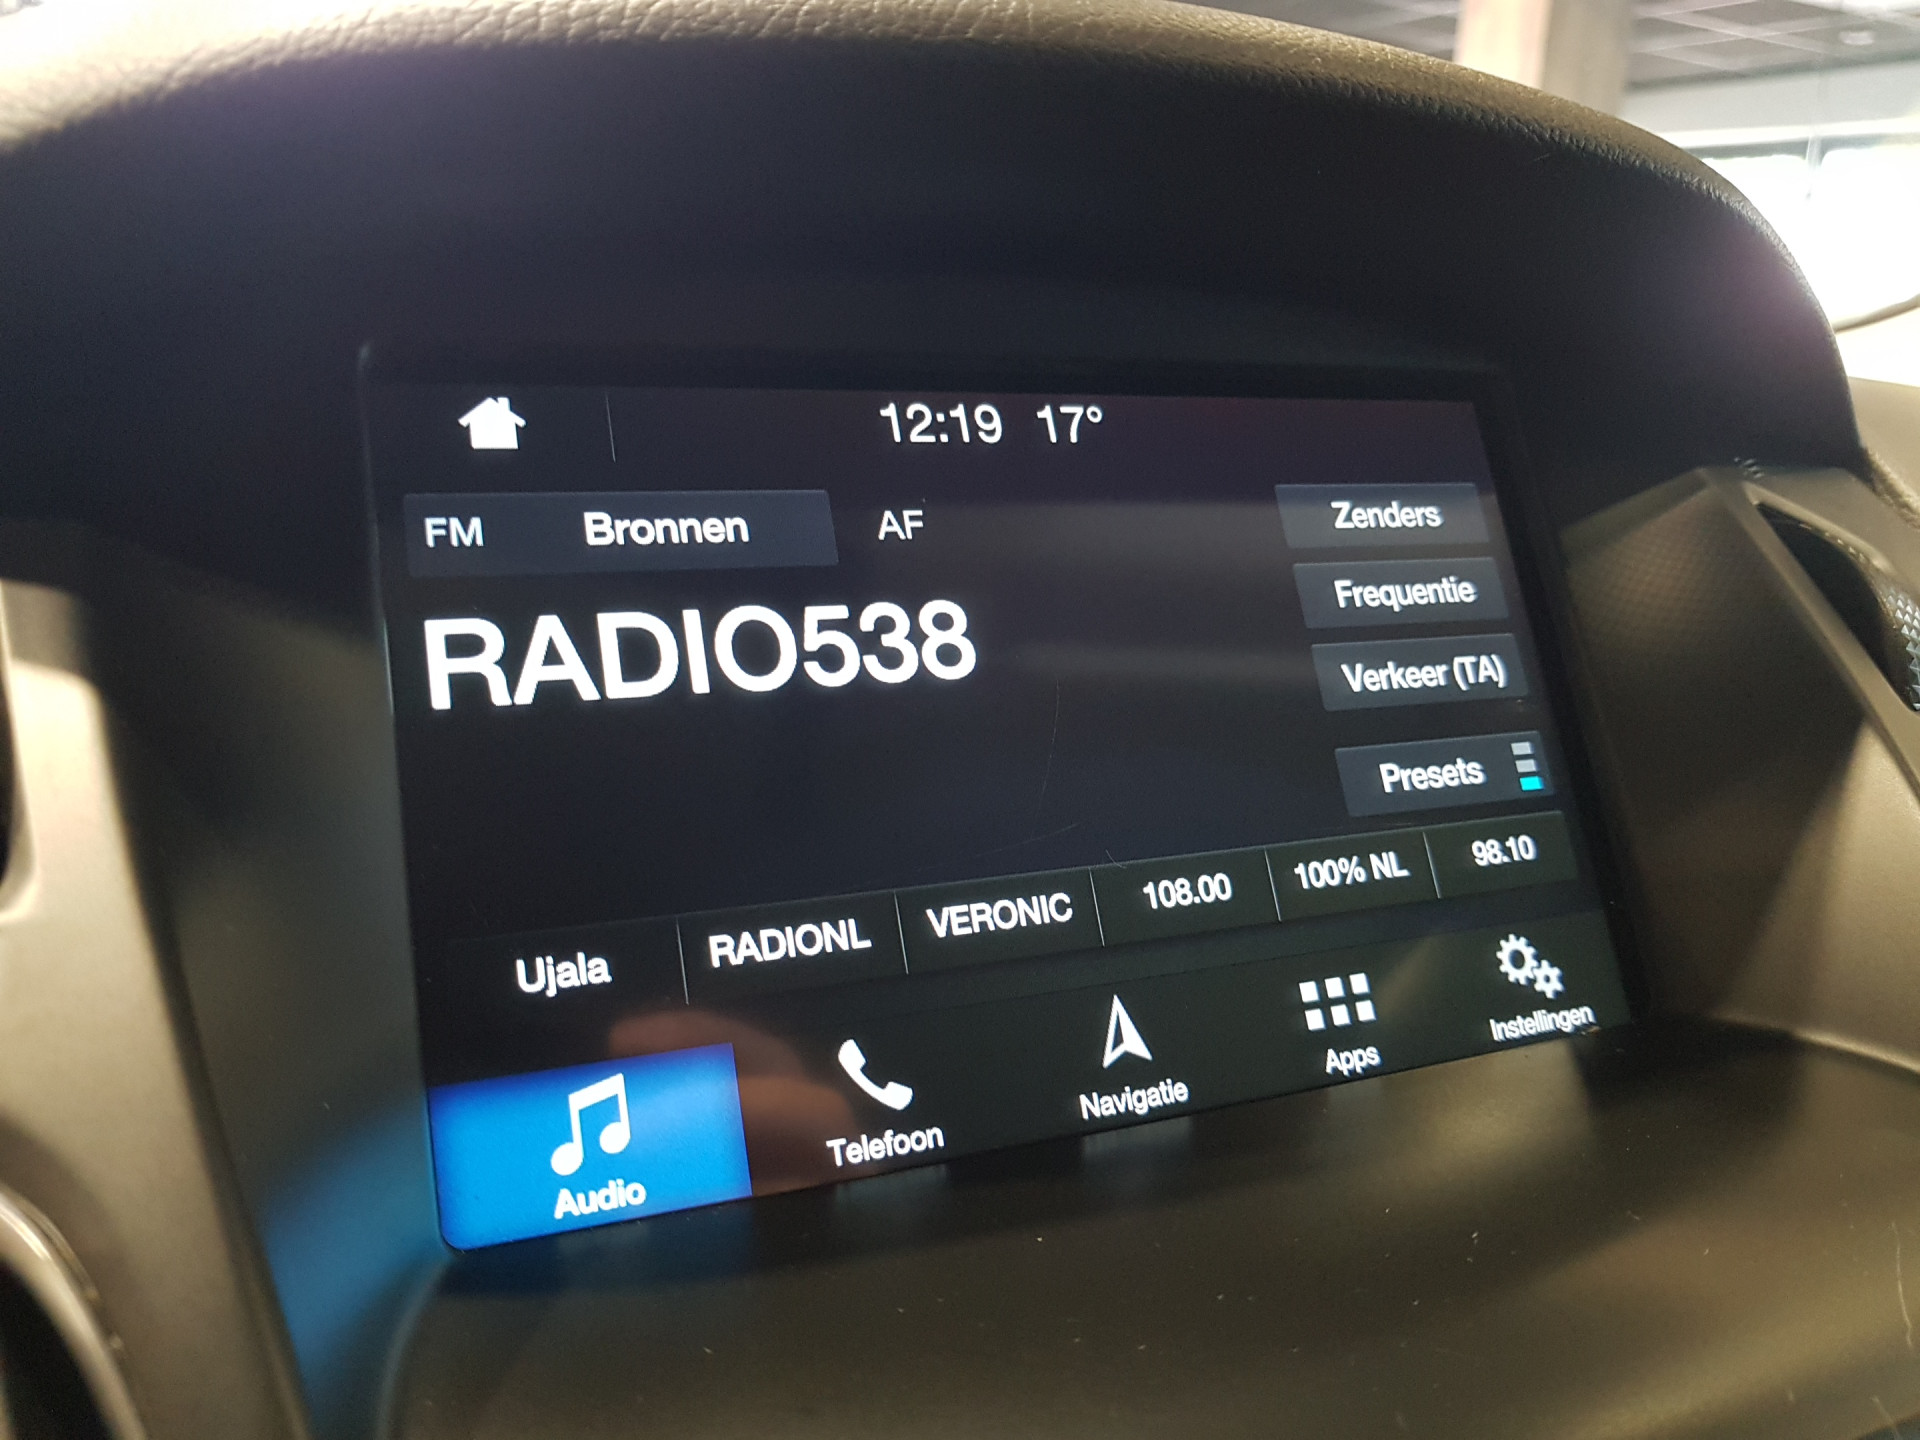 12:19 17°
FM Bronnen AF Zenders
RADIO538 Frequentie
Verkeer (TA)
Presets
Ujala RADIONL VERONIC 108.00 100% NL 98.10
Audio Telefoon Navigatie Apps Instellingen